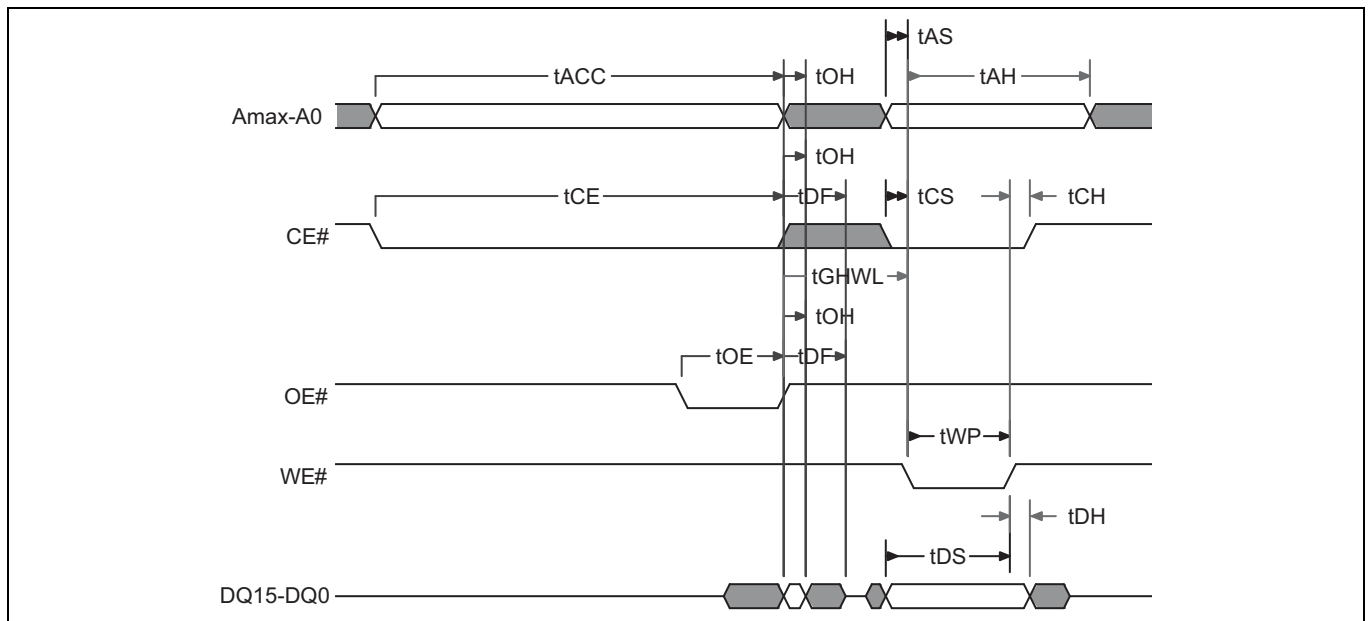 tAS
tACC
tOH
tAH
Amax-A0
tOH
tCE
tDF
tCS
tCH
CE#
tGHWL
tOH
tOE
tDF
OE#
tWP
WE#
tDH
tDS
DQ15-DQ0